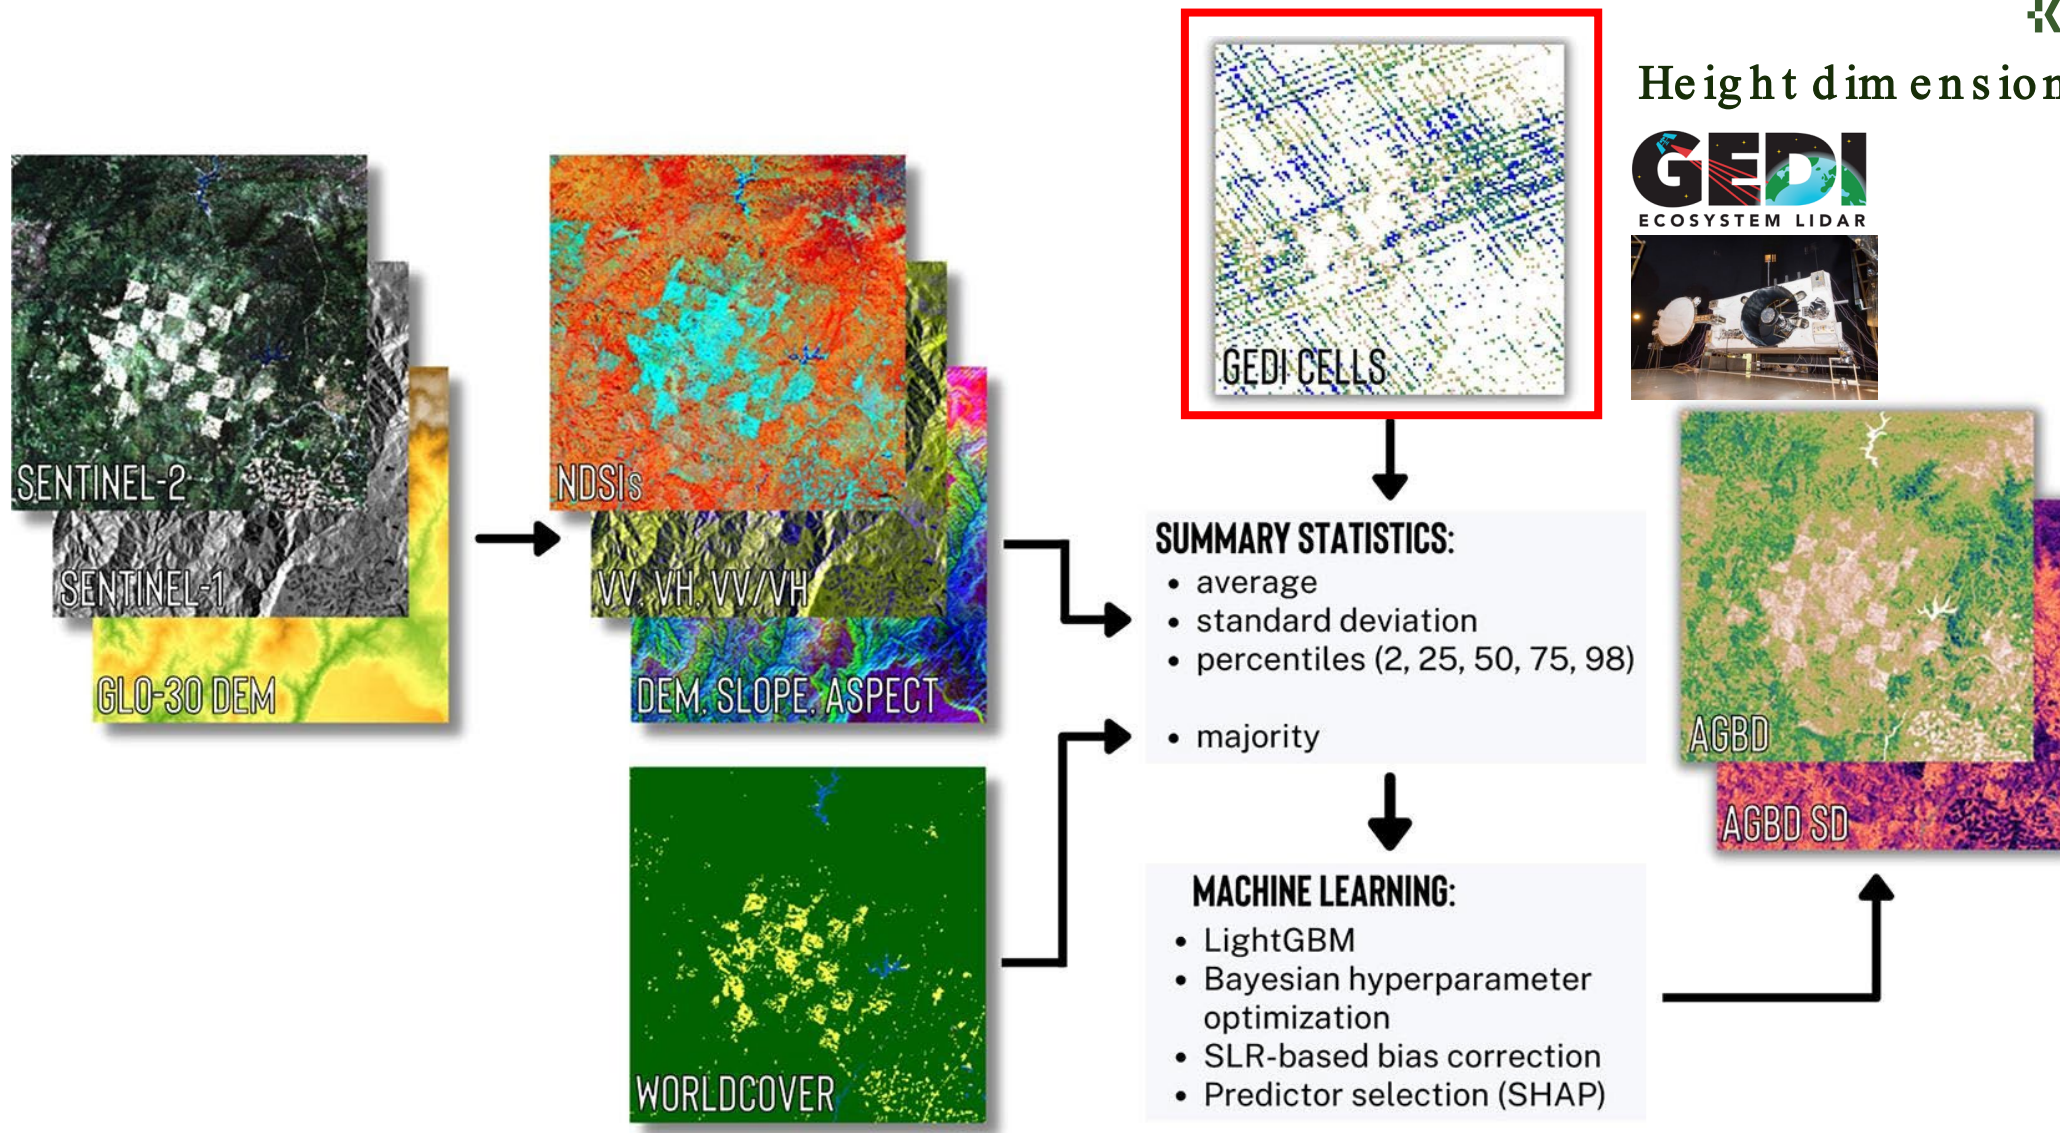 Height dimension
GEDI
ECOSYSTEM LIDAR
GEDI CELLS
SENTINEL-2
SENTINEL-1
GLO-30 DEM
NDSIs
VV, VH, VV/VH
DEM, SLOPE, ASPECT
WORLDCOVER
SUMMARY STATISTICS:
• average
• standard deviation
• percentiles (2, 25, 50, 75, 98)
• majority
MACHINE LEARNING:
• LightGBM
• Bayesian hyperparameter
optimization
• SLR-based bias correction
• Predictor selection (SHAP)
AGBD
AGBD SD